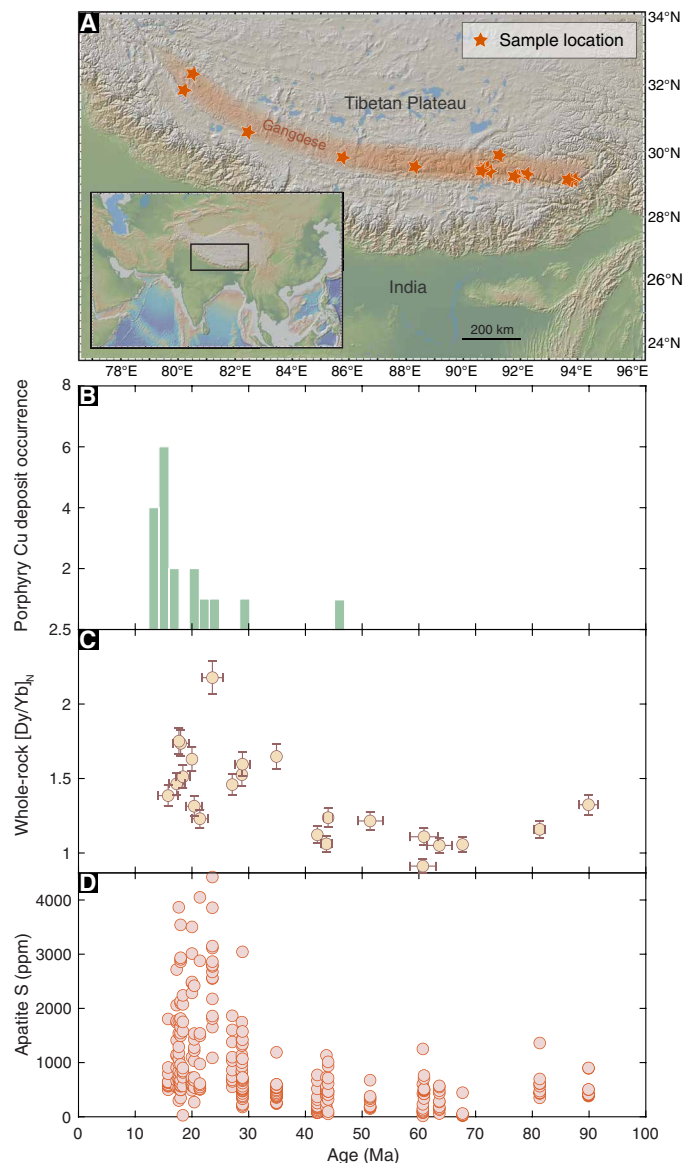 A
Sample location
34°N
32°N
30°N
28°N
26°N
24°N
Tibetan Plateau
Gangdese
India
200 km
78°E 80°E 82°E 84°E 86°E 88°E 90°E 92°E 94°E 96°E
B
Porphyry Cu deposit occurrence
8
6
4
2
C
Whole-rock [Dy/Yb]N
2.5
2
1.5
1
D
Apatite S (ppm)
4000
3000
2000
1000
0
0 10 20 30 40 50 60 70 80 90 100
Age (Ma)